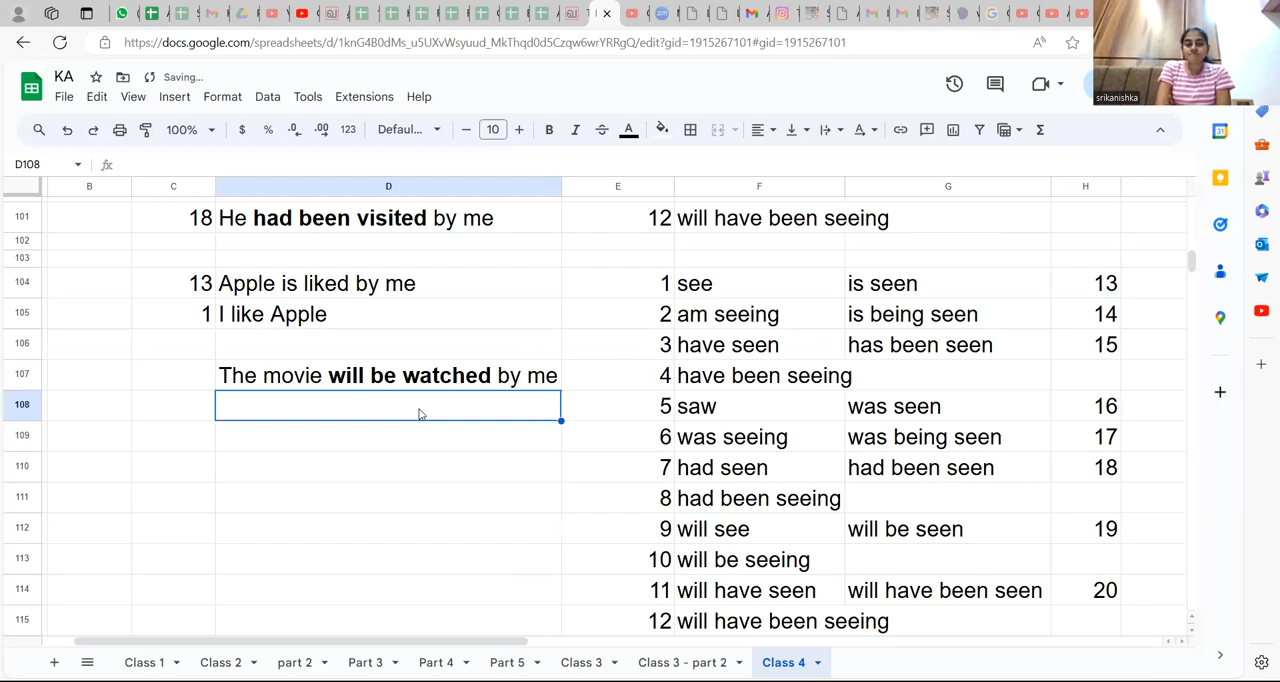 https://docs.google.com/spreadsheets/d/1knG4B0dMs_u5UXvWsyuud_MkThqd0d5Czqw6wrYRRgQ/edit?gid=1915267101#gid=1915267101
KA
Saving...
File Edit View Insert Format Data Tools Extensions Help
srikanishka
100% $ % .0 .00 123 Defaul... 10 B I A
D108 fx
B C D E F G H
101 18 He had been visited by me 12 will have been seeing
102
103
104 13 Apple is liked by me 1 see is seen 13
105 1 I like Apple 2 am seeing is being seen 14
106 3 have seen has been seen 15
107 The movie will be watched by me 4 have been seeing
108 5 saw was seen 16
109 6 was seeing was being seen 17
110 7 had seen had been seen 18
111 8 had been seeing
112 9 will see will be seen 19
113 10 will be seeing
114 11 will have seen will have been seen 20
115 12 will have been seeing
Class 1 Class 2 part 2 Part 3 Part 4 Part 5 Class 3 Class 3 - part 2 Class 4